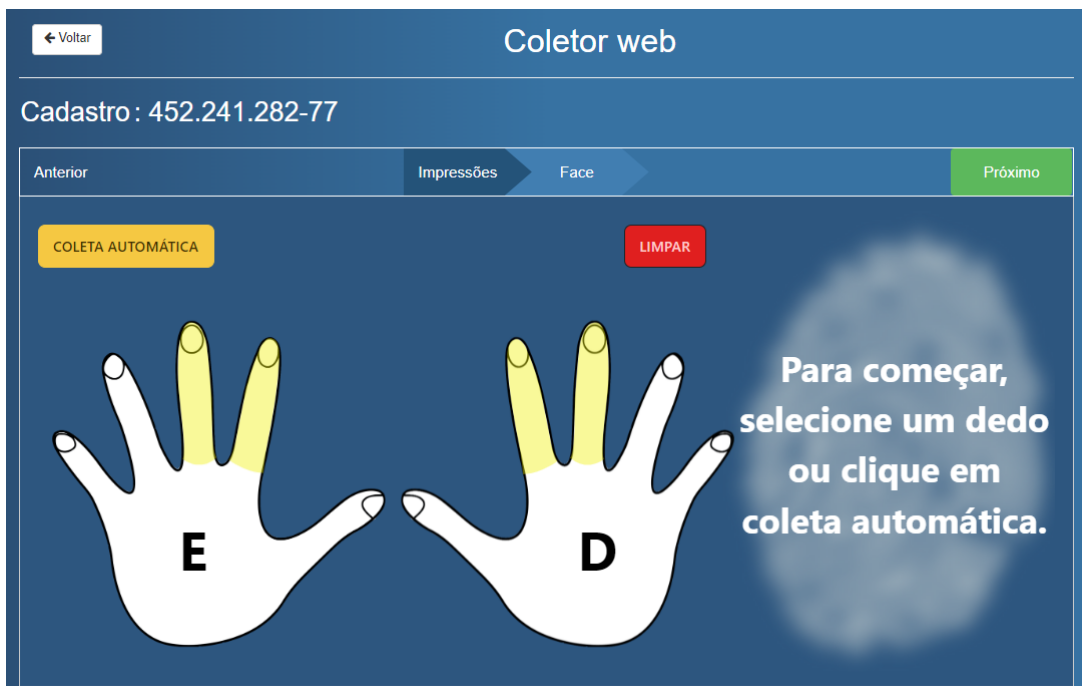 Voltar
Coletor web
Cadastro : 452.241.282-77
Anterior
Impressões
Face
Próximo
COLETA AUTOMÁTICA
LIMPAR
E
D
Para começar,
selecione um dedo
ou clique em
coleta automática.